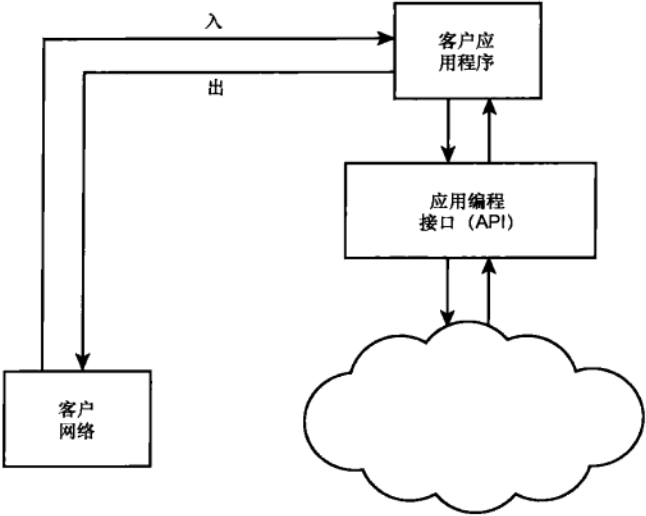 入
客户应
用程序
出
应用编程
接口（API）
客户
网络